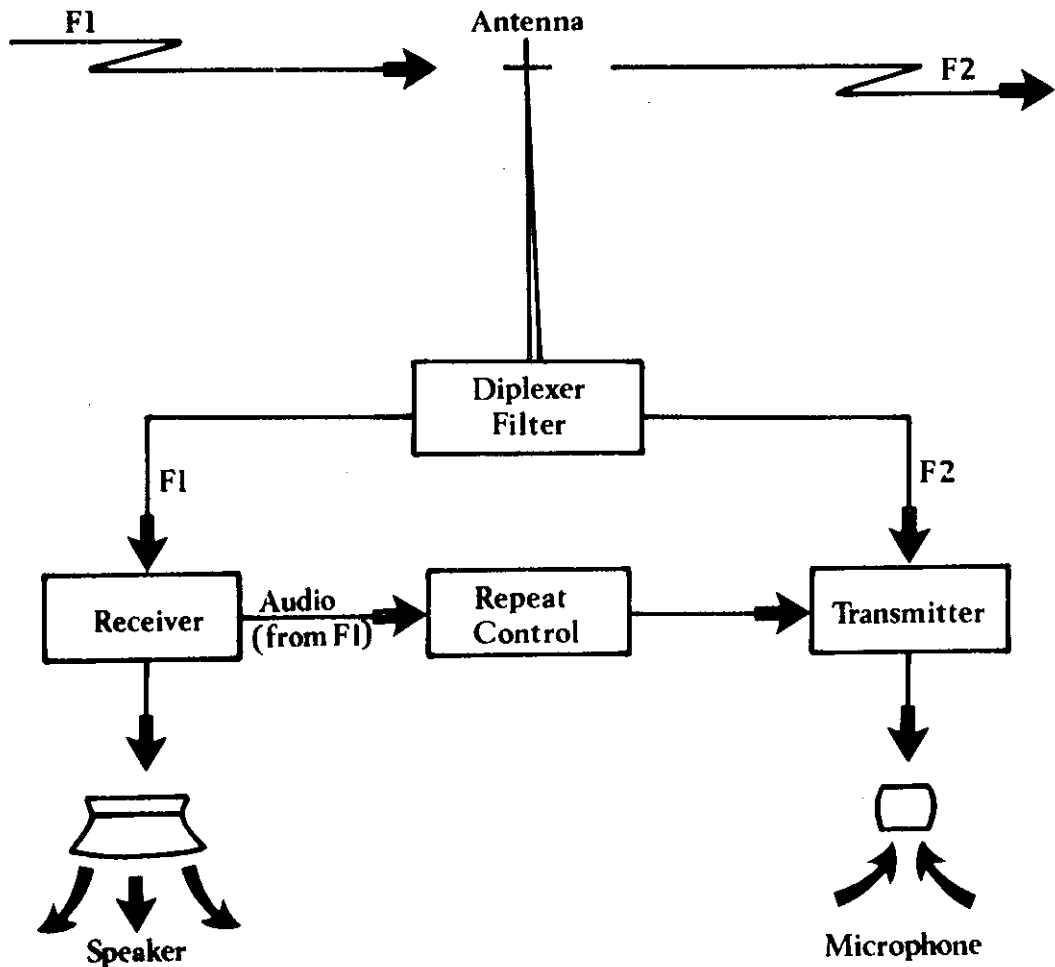 F1
Antenna
F2
Diplexer
Filter
F1
F2
Receiver
Audio
(from F1)
Repeat
Control
Transmitter
Speaker
Microphone